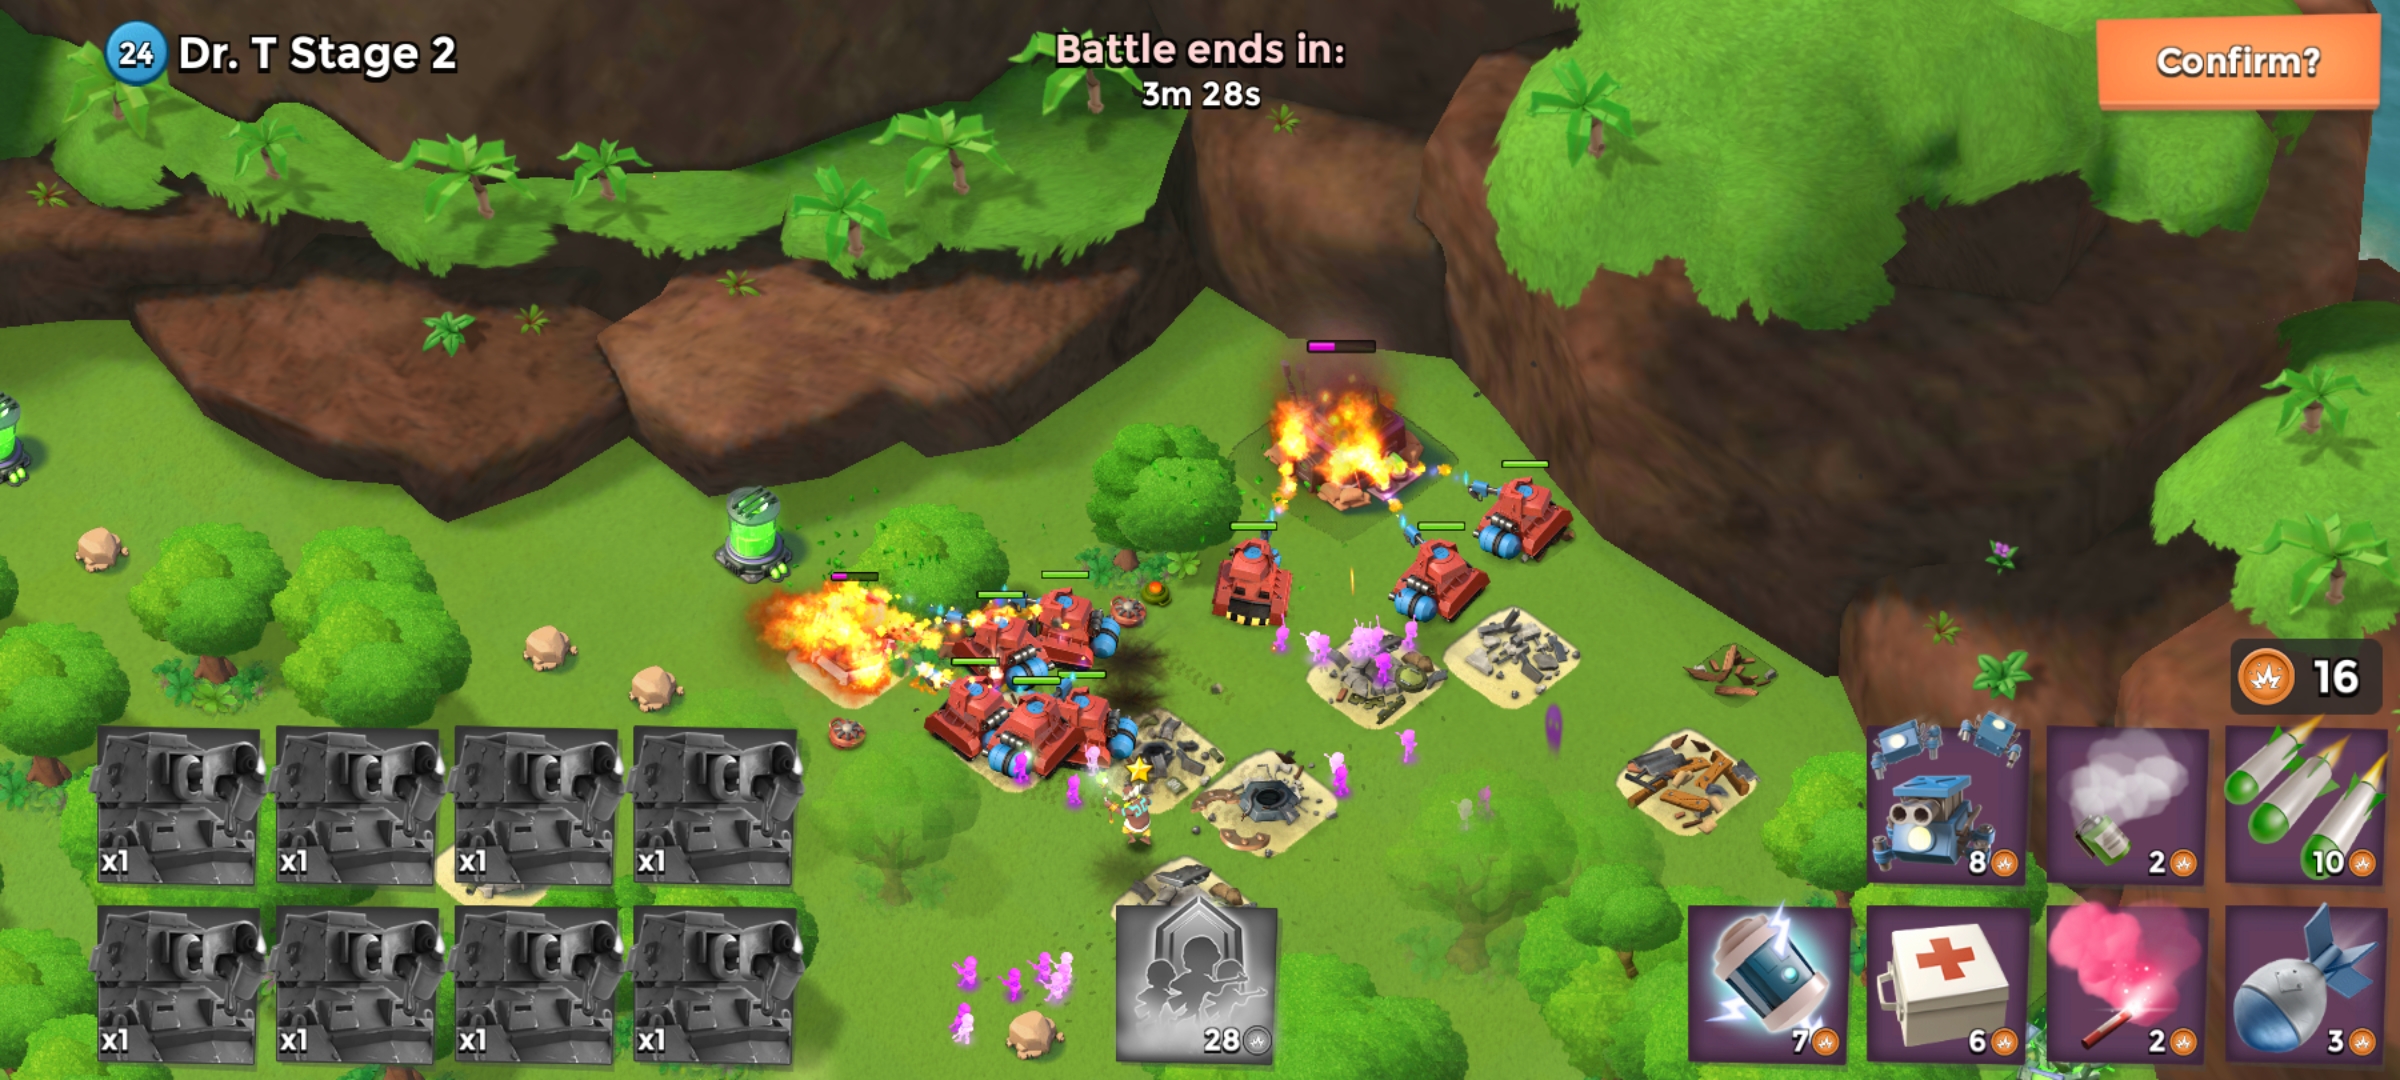 24 Dr. T Stage 2
Battle ends in:
3m 28s
Confirm?
16
x1 x1 x1 x1
8 2 10
x1 x1 x1 x1
28
7 6 2 3